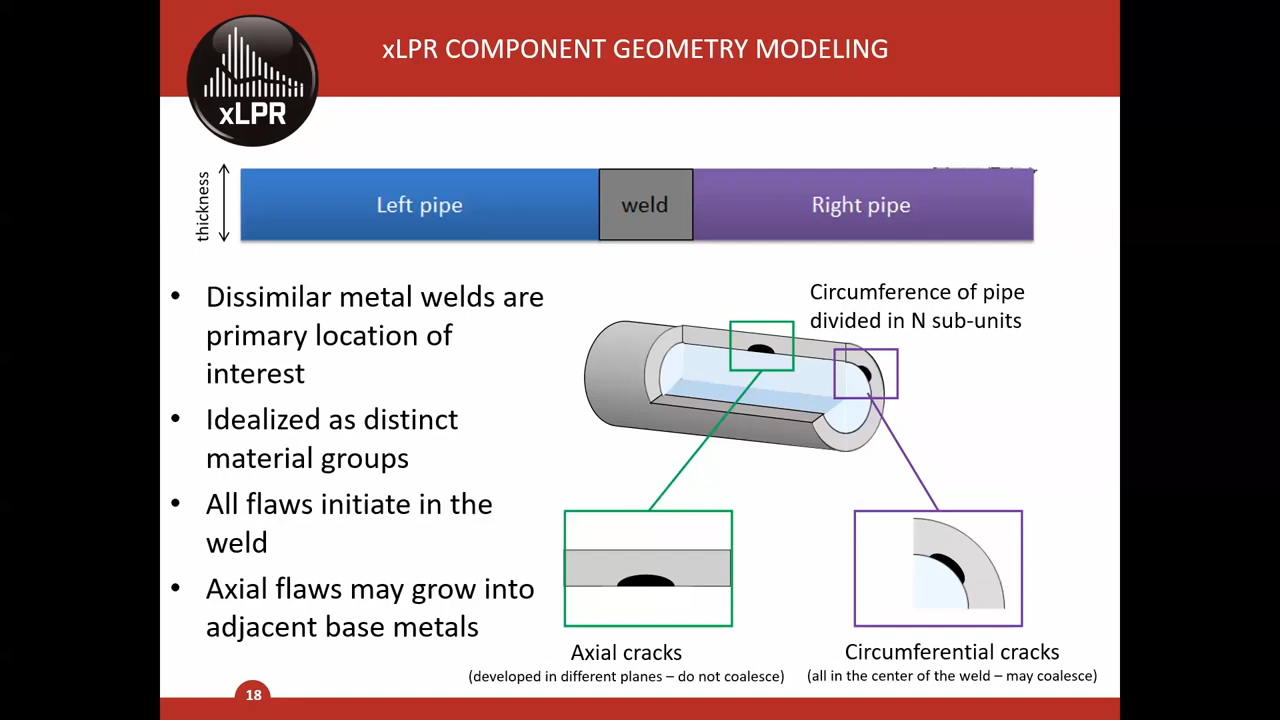 xLPR COMPONENT GEOMETRY MODELING
xLPR
thickness
Left pipe
weld
Right pipe
• Dissimilar metal welds are
primary location of
interest
• Idealized as distinct
material groups
• All flaws initiate in the
weld
• Axial flaws may grow into
adjacent base metals
Circumference of pipe
divided in N sub-units
Axial cracks
(developed in different planes – do not coalesce)
Circumferential cracks
(all in the center of the weld – may coalesce)
18